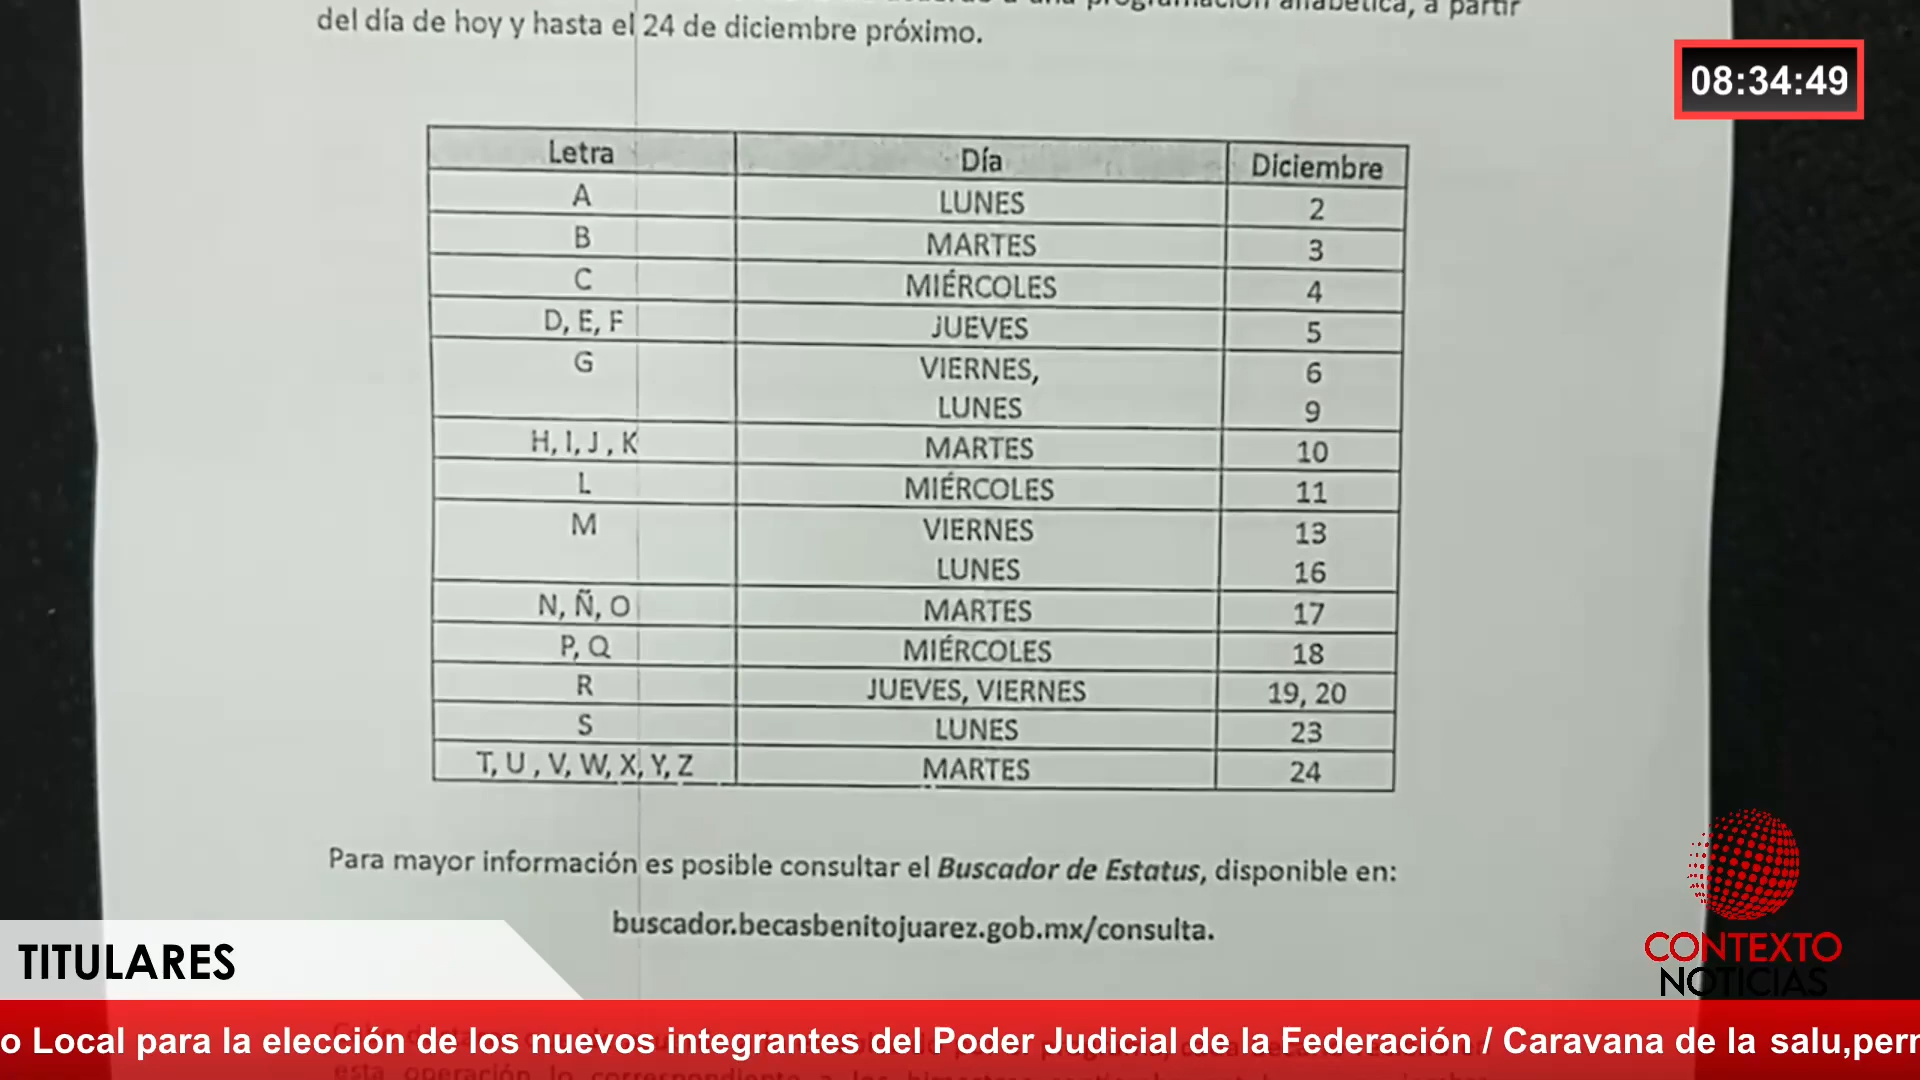 programación alfabética, a partir
del día de hoy y hasta el 24 de diciembre próximo.
08:34:49
Letra Día Diciembre
A LUNES 2
B MARTES 3
C MIÉRCOLES 4
D, E, F JUEVES 5
G VIERNES, 6
LUNES 9
H, I, J , K MARTES 10
L MIÉRCOLES 11
M VIERNES 13
LUNES 16
N, Ñ, O MARTES 17
P, Q MIÉRCOLES 18
R JUEVES, VIERNES 19, 20
S LUNES 23
T, U , V, W, X, Y, Z MARTES 24
Para mayor información es posible consultar el Buscador de Estatus, disponible en:
buscador.becasbenitojuarez.gob.mx/consulta.
TITULARES
CONTEXTO
NOTICIAS
o Local para la elección de los nuevos integrantes del Poder Judicial de la Federación / Caravana de la salu,perr